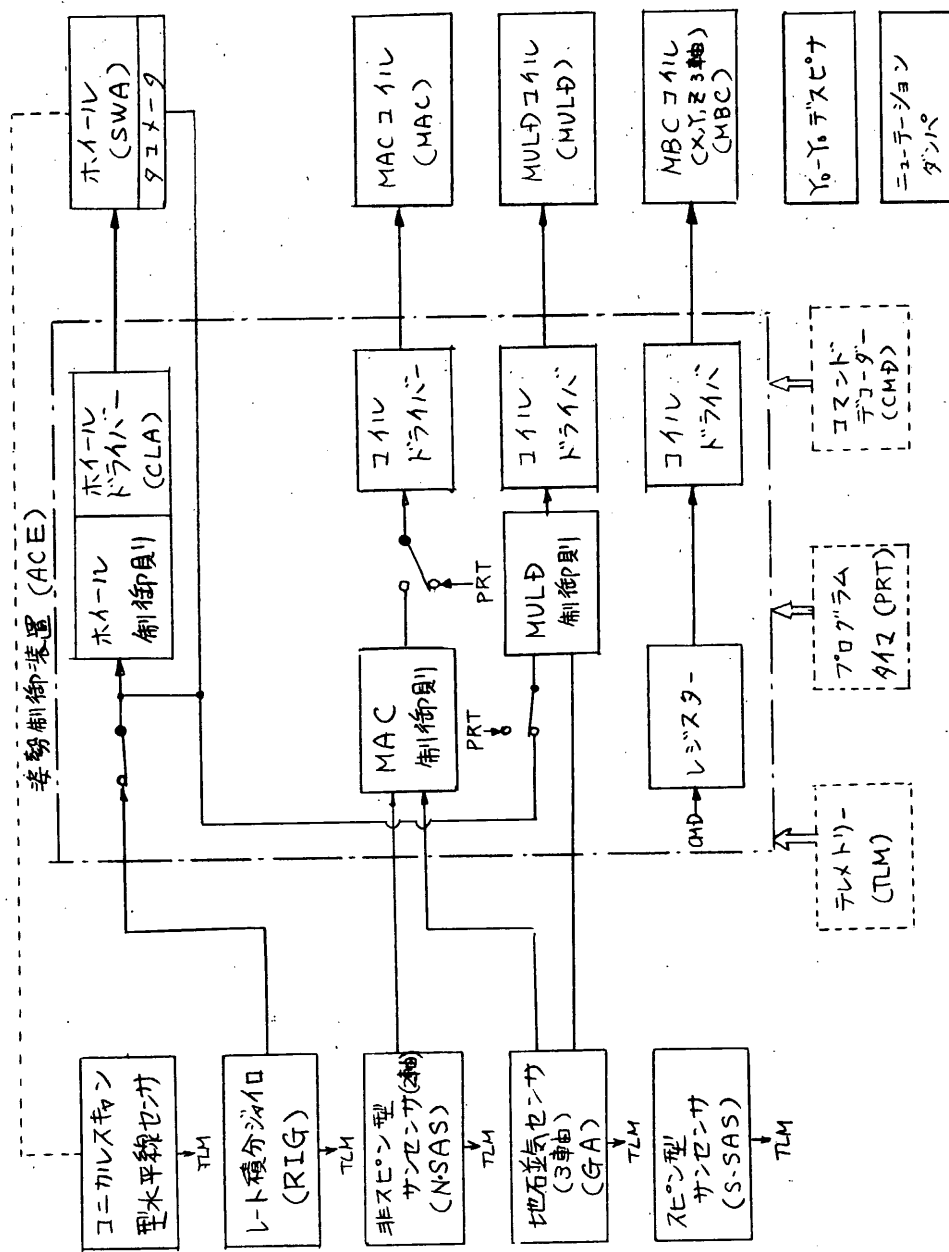 姿勢制御装置 (ACE)
コニカルスキャン
型水平線センサ
TLM
レート積分ジャイロ
(RIG)
TLM
非スピン型
サンセンサ(2軸)
(N・SAS)
TLM
地磁気センサ
(3軸)
(GA)
TLM
スピン型
サンセンサ
(S-SAS)
TLM
ホイール
制御則
ホイール
ドライバー
(CLA)
ホイール
(SWA)
タコメータ
MAC
制御則
PRT
コイル
ドライバー
MACコイル
(MAC)
PRT
MULD
制御則
コイル
ドライバ
MULDコイル
(MULD)
CMD
レジスター
コイル
ドライバ
MBCコイル
(X,Y,Z 3軸)
(MBC)
テレメトリー
(TLM)
プログラム
タイマ (PRT)
コマンド
デコーダー
(CMD)
Yo-Yoデスピナ
ニューテーション
ダンパ